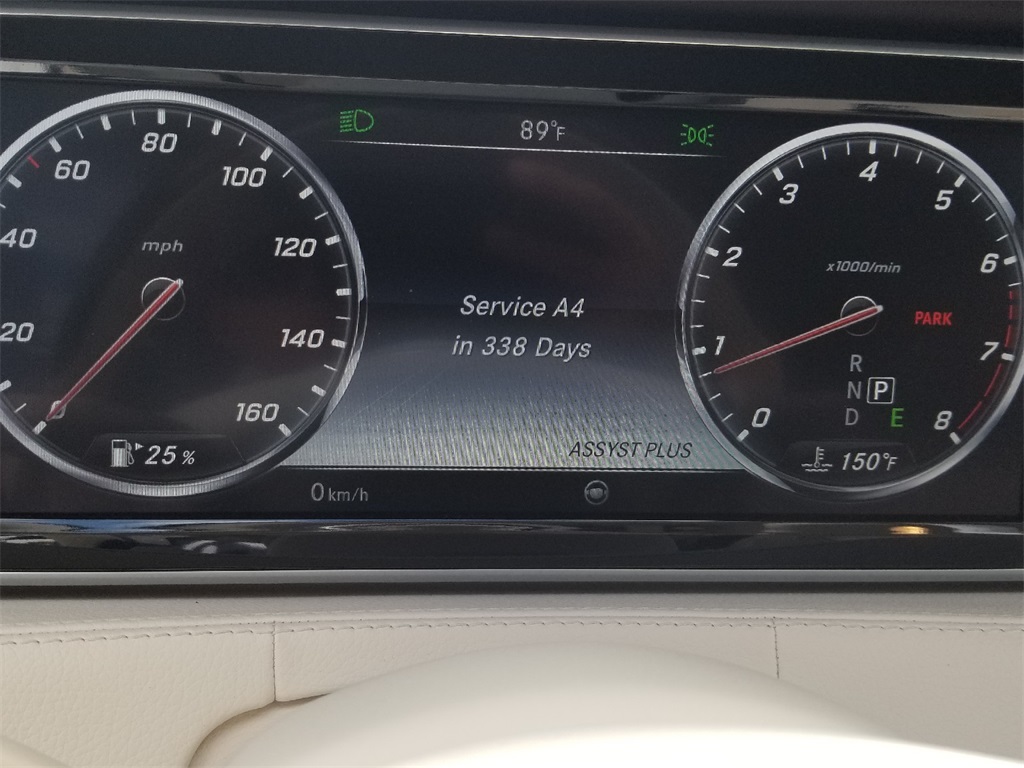 89°F
80
60
100
40
120
20
140
160
0
mph
25 %
Service A4
in 338 Days
ASSYST PLUS
0 km/h
4
3
5
2
6
1
7
0
8
x1000/min
PARK
R
N P
D E
150°F